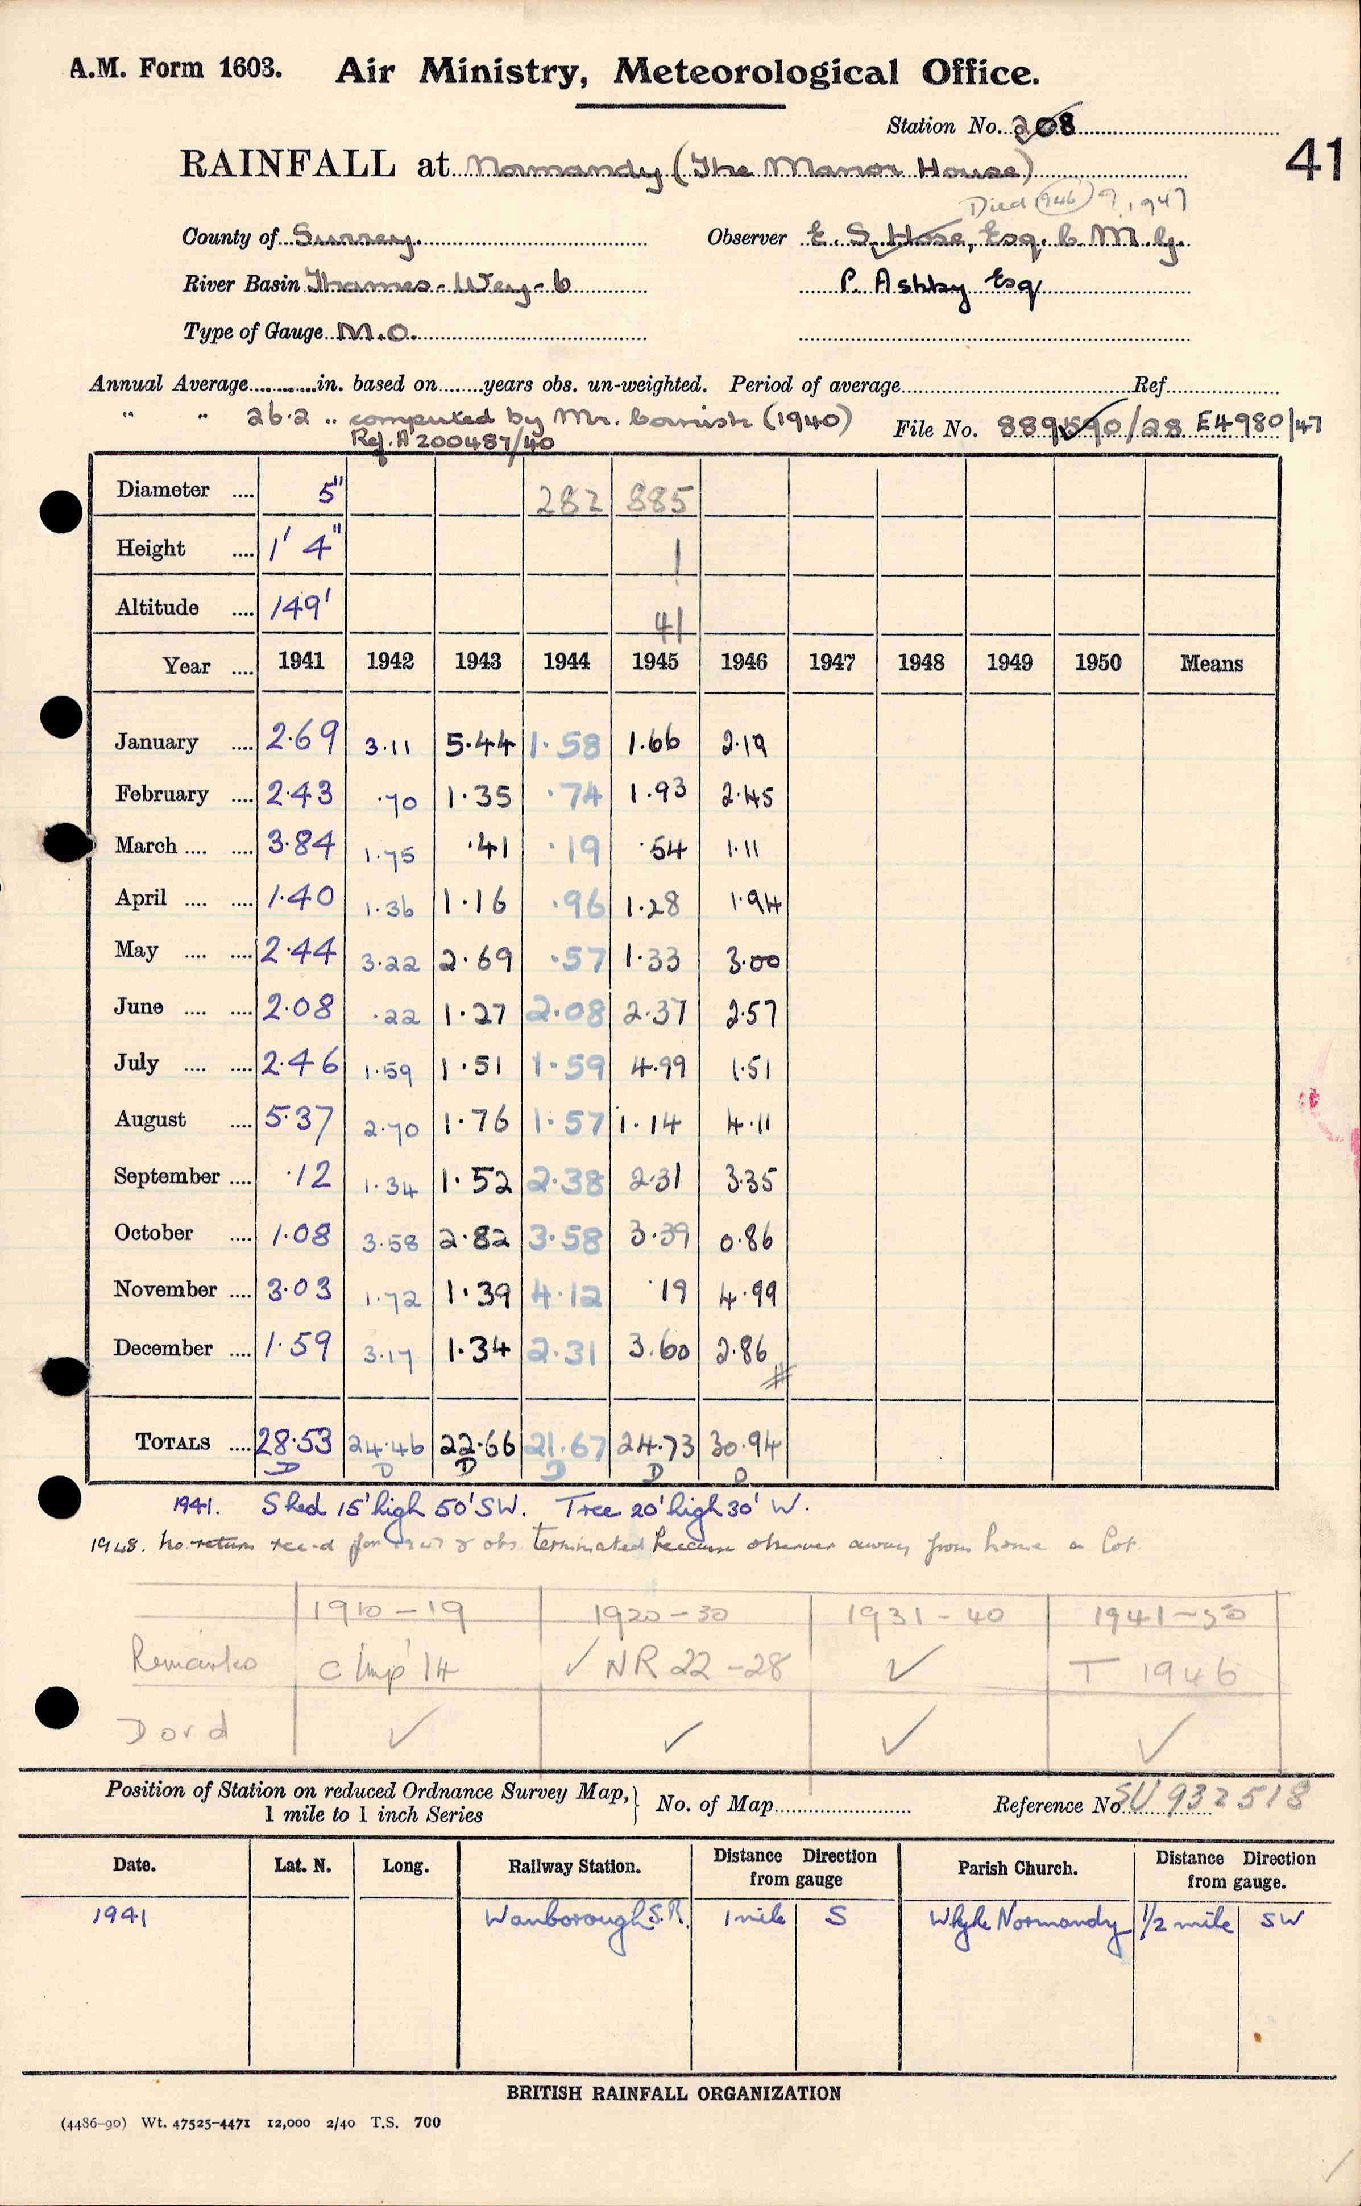 A.M. Form 1603. Air Ministry, Meteorological Office.
Station No. 208
41
RAINFALL at Normandy (The Manor House)
Died 946 9.1947
County of Surrey. Observer E. S. Hose, Esq. C.M.G.
River Basin Thames - Wey - 6 P. Ashby Esq
Type of Gauge M.O.
Annual Average............in. based on.......years obs. un-weighted. Period of average Ref
" " 26.2 .. computed by Mr. Cornish (1940) File No. 889590/28 E4980/47
Ref. A 200487/40
Diameter .... 5" 282 885
Height .... 1' 4" 1
Altitude .... 149' 41
Year .... 1941 1942 1943 1944 1945 1946 1947 1948 1949 1950 Means
January .... 2.69 3.11 5.44 1.58 1.66 2.19
February .... 2.43 .70 1.35 .74 1.93 2.45
March .... .... 3.84 1.75 .41 .19 .54 1.11
April .... .... 1.40 1.36 1.16 .96 1.28 1.94
May .... .... 2.44 3.22 2.69 .57 1.33 3.00
June .... .... 2.08 .22 1.27 2.08 2.37 2.57
July .... .... 2.46 1.59 1.51 1.59 4.99 1.51
August .... 5.37 2.70 1.76 1.57 1.14 4.11
September .... .12 1.34 1.52 2.38 2.31 3.35
October .... 1.08 3.58 2.82 3.58 3.39 0.86
November .... 3.03 1.72 1.39 4.12 .19 4.99
December .... 1.59 3.17 1.34 2.31 3.60 2.86
#
TOTALS .... 28.53 24.46 22.66 21.67 24.73 30.94
D D D D D D
1941. Shed 15' high 50' SW. Tree 20' high 30' W.
1948. No return rec-d for 1947 & obs. terminated because observer away from home a lot.
1910-19 1920-30 1931-40 1941-50
Remarks c Imp 14 ✓ NR 22-28 ✓ T 1946
D or d ✓ ✓ ✓ ✓
Position of Station on reduced Ordnance Survey Map, 1 mile to 1 inch Series } No. of Map Reference No SU 932518
Date. Lat. N. Long. Railway Station. Distance Direction from gauge Parish Church. Distance Direction from gauge.
1941 Wanborough S.R. 1 mile S Normandy 1/2 mile SW
BRITISH RAINFALL ORGANIZATION
(4486-90) Wt. 47525-4471 12,000 2/40 T.S. 700